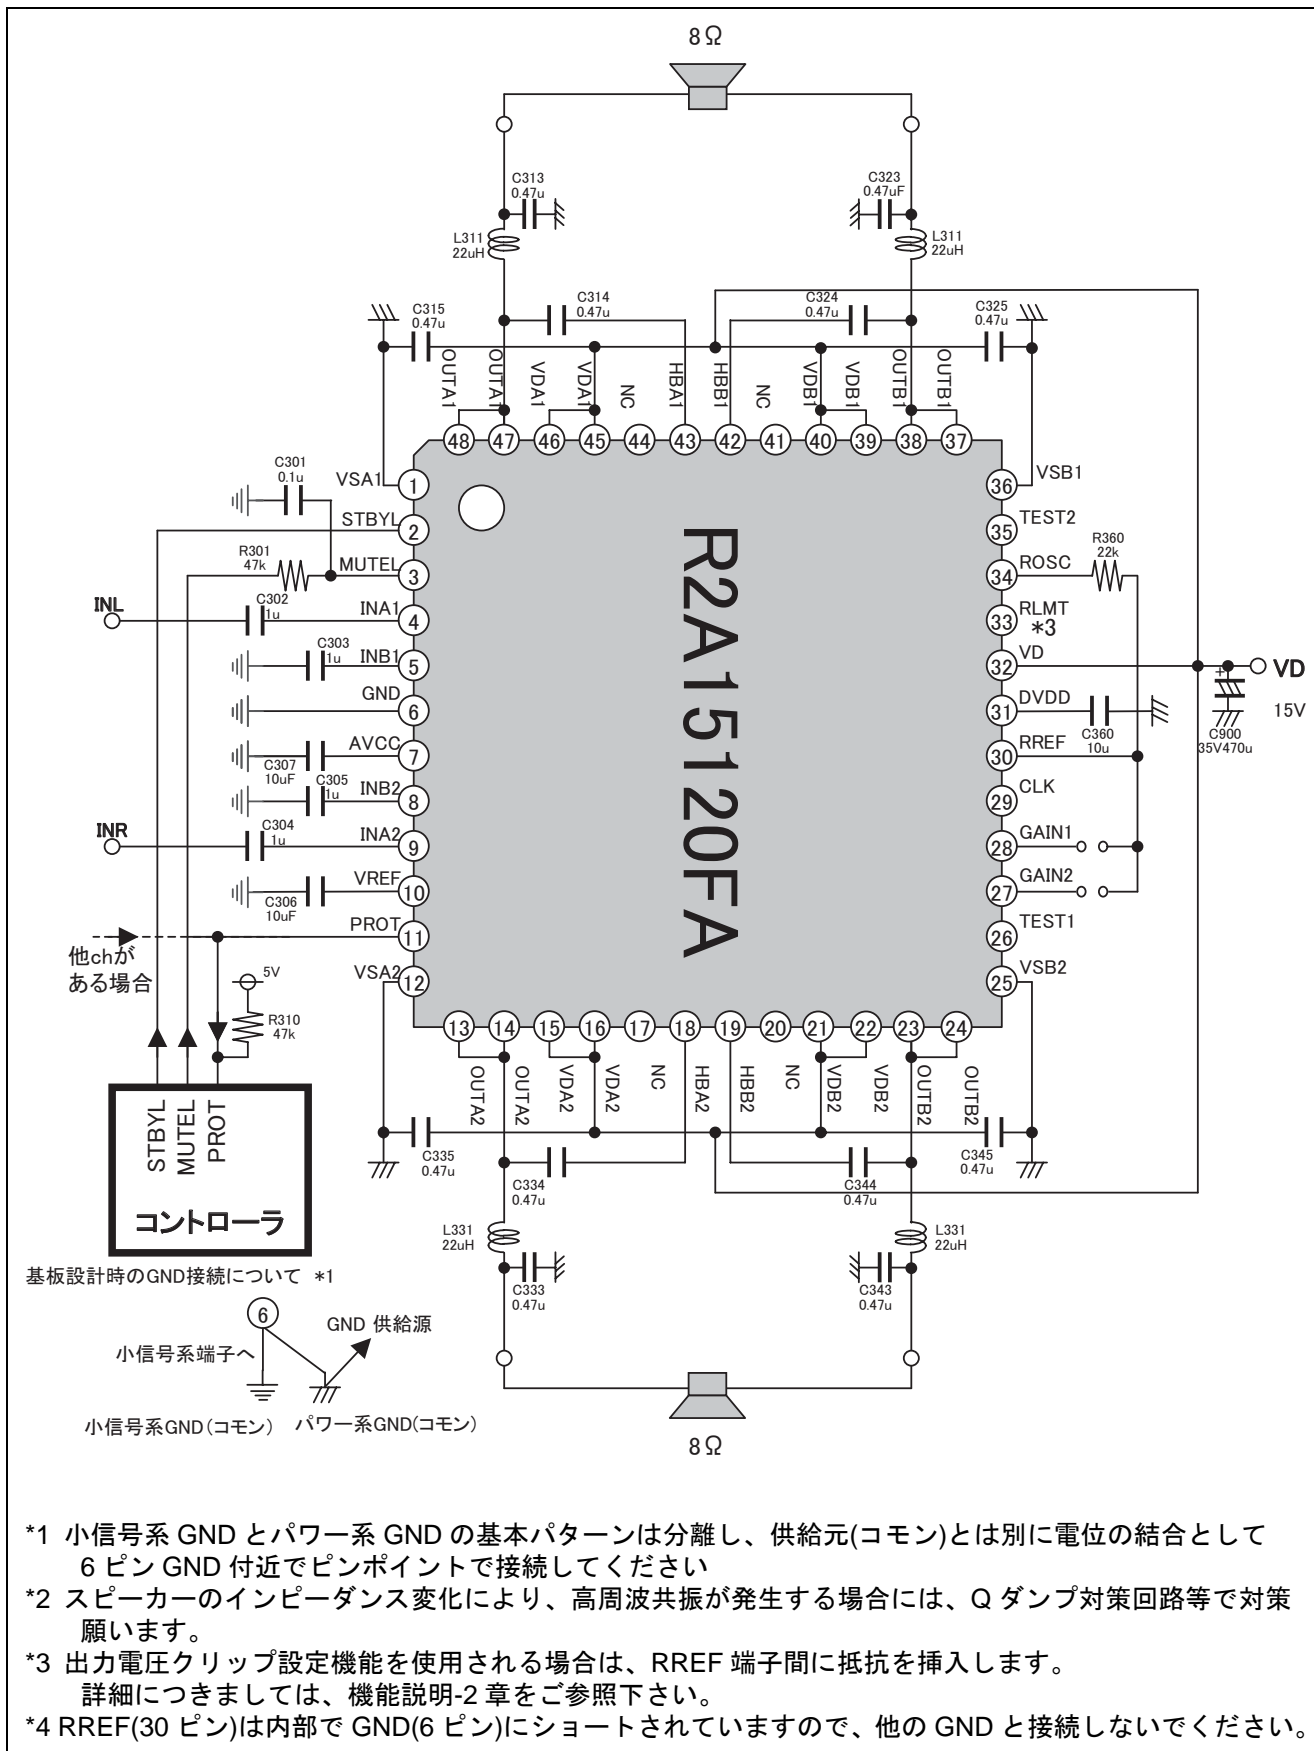 8Ω
C313
0.47u
C323
0.47uF
L311
22uH
L311
22uH
C315
0.47u
C314
0.47u
C324
0.47u
C325
0.47u
OUTA1
OUTA1
VDA1
VDA1
NC
HBA1
HBB1
NC
VDB1
VDB1
OUTB1
OUTB1
48
47
46
45
44
43
42
41
40
39
38
37
C301
0.1u
VSA1
1
STBYL
2
R301
47k
MUTEL
3
INL
C302
1u
INA1
4
C303
1u
INB1
5
GND
6
AVCC
7
C307
10uF
C305
1u
INB2
8
INR
C304
1u
INA2
9
VREF
10
C306
10uF
PROT
11
他chが
ある場合
VSA2
12
5V
R310
47k
R2A15120FA
36
VSB1
35
TEST2
34
ROSC
R360
22k
33
RLMT
*3
32
VD
VD
15V
+
C900
35V470u
31
DVDD
C360
10u
30
RREF
29
CLK
28
GAIN1
27
GAIN2
26
TEST1
25
VSB2
13
14
15
16
17
18
19
20
21
22
23
24
OUTA2
OUTA2
VDA2
VDA2
NC
HBA2
HBB2
NC
VDB2
VDB2
OUTB2
OUTB2
STBYL
MUTEL
PROT
コントローラ
C335
0.47u
C334
0.47u
C344
0.47u
C345
0.47u
L331
22uH
L331
22uH
C333
0.47u
C343
0.47u
8Ω
基板設計時のGND接続について *1
6
GND 供給源
小信号系端子へ
小信号系GND(コモン)
パワー系GND(コモン)
*1 小信号系 GND とパワー系 GND の基本パターンは分離し、供給元(コモン)とは別に電位の結合として
6 ピン GND 付近でピンポイントで接続してください
*2 スピーカーのインピーダンス変化により、高周波共振が発生する場合には、Q ダンプ対策回路等で対策
願います。
*3 出力電圧クリップ設定機能を使用される場合は、RREF 端子間に抵抗を挿入します。
詳細につきましては、機能説明-2 章をご参照下さい。
*4 RREF(30 ピン)は内部で GND(6 ピン)にショートされていますので、他の GND と接続しないでください。